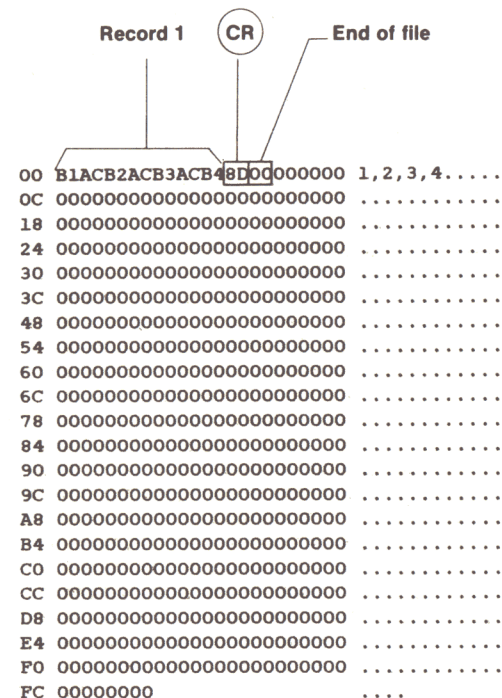 Record 1 CR End of file
00 B1ACB2ACB3ACB48D00000000 1,2,3,4.....
0C 000000000000000000000000 ............
18 000000000000000000000000 ............
24 000000000000000000000000 ............
30 000000000000000000000000 ............
3C 000000000000000000000000 ............
48 000000000000000000000000 ............
54 000000000000000000000000 ............
60 000000000000000000000000 ............
6C 000000000000000000000000 ............
78 000000000000000000000000 ............
84 000000000000000000000000 ............
90 000000000000000000000000 ............
9C 000000000000000000000000 ............
A8 000000000000000000000000 ............
B4 000000000000000000000000 ............
C0 000000000000000000000000 ............
CC 000000000000000000000000 ............
D8 000000000000000000000000 ............
E4 000000000000000000000000 ............
F0 000000000000000000000000 ............
FC 00000000 ....